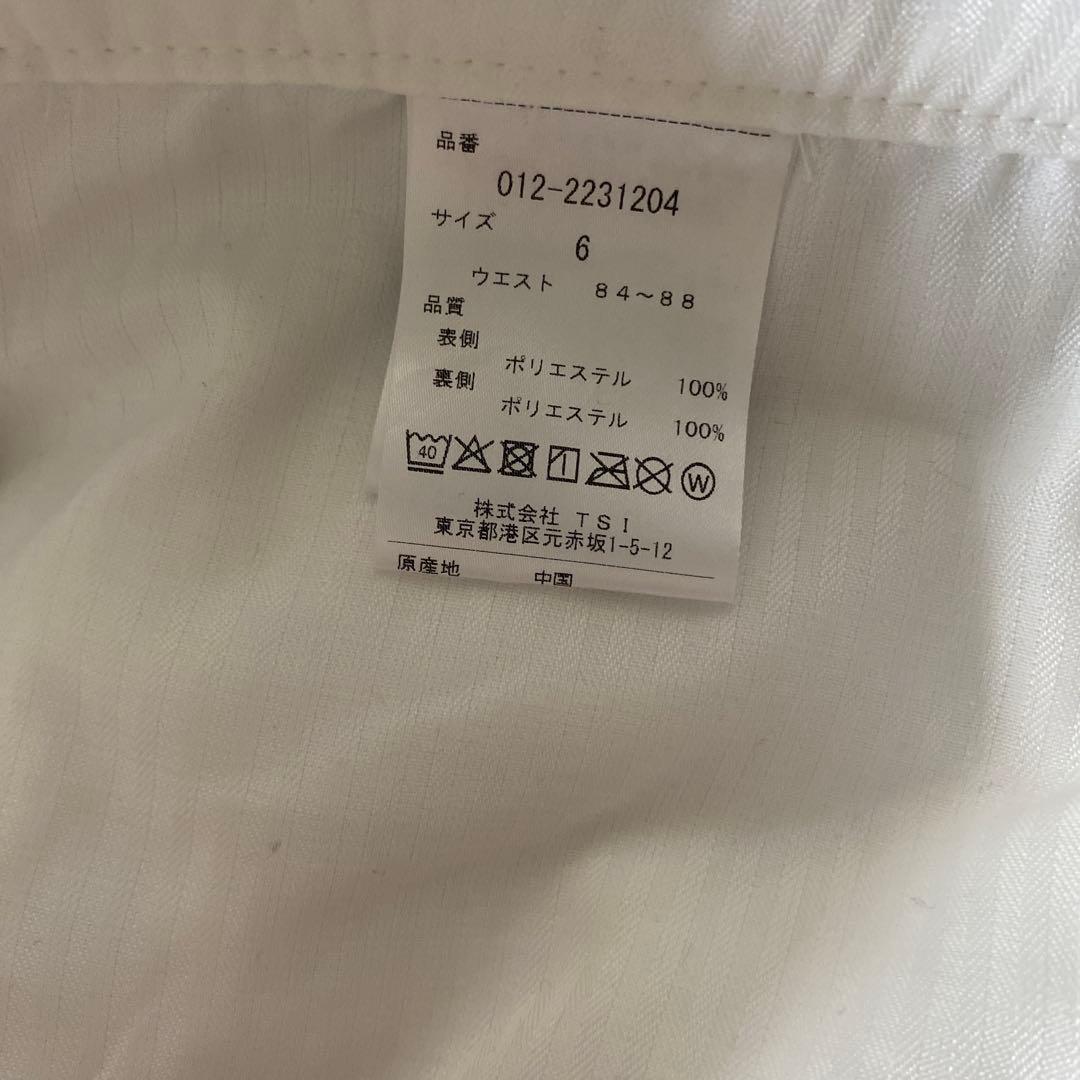 品番
012-2231204
サイズ
6
ウエスト 84～88
品質
表側
ポリエステル 100%
裏側
ポリエステル 100%
40
W
株式会社 TSI
東京都港区元赤坂1-5-12
原産地 中国